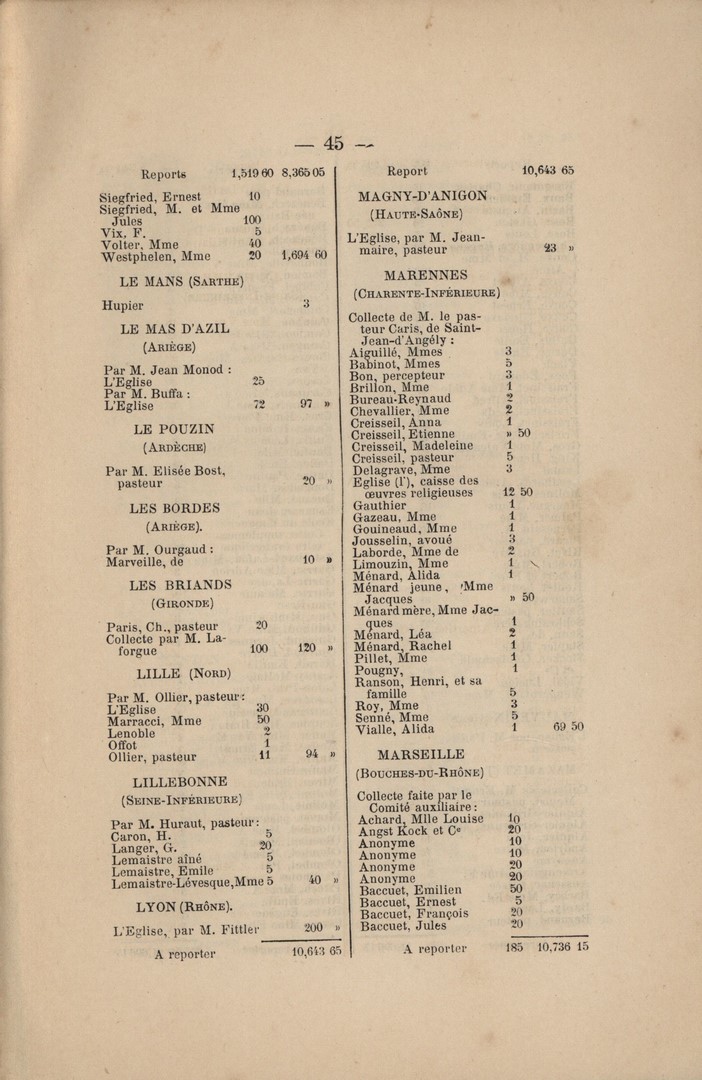 — 45 —
Reports 1,519 60 8,365 05
Siegfried, Ernest 10
Siegfried, M. et Mme
Jules 100
Vix, F. 5
Volter, Mme 40
Westphelen, Mme 20 1,694 60
LE MANS (SARTHE)
Hupier 3
LE MAS D'AZIL
(ARIÈGE)
Par M. Jean Monod :
L'Eglise 25
Par M. Buffa :
L'Eglise 72 97 »
LE POUZIN
(ARDÈCHE)
Par M. Elisée Bost,
pasteur 20 »
LES BORDES
(ARIÈGE).
Par M. Ourgaud :
Marveille, de 10 »
LES BRIANDS
(GIRONDE)
Paris, Ch., pasteur 20
Collecte par M. La-
forgue 100 120 »
LILLE (NORD)
Par M. Ollier, pasteur :
L'Eglise 30
Marracci, Mme 50
Lenoble 2
Offot 1
Ollier, pasteur 11 94 »
LILLEBONNE
(SEINE-INFÉRIEURE)
Par M. Huraut, pasteur :
Caron, H. 5
Langer, G. 20
Lemaistre aîné 5
Lemaistre, Emile 5
Lemaistre-Lévesque, Mme 5 40 »
LYON (RHÔNE).
L'Eglise, par M. Fittler 200 »
A reporter 10,643 65
Report 10,643 65
MAGNY-D'ANIGON
(HAUTE-SAÔNE)
L'Eglise, par M. Jean-
maire, pasteur 23 »
MARENNES
(CHARENTE-INFÉRIEURE)
Collecte de M. le pas-
teur Caris, de Saint-
Jean-d'Angély :
Aiguillé, Mmes 3
Babinot, Mmes 5
Bon, percepteur 3
Brillon, Mme 1
Bureau-Reynaud 2
Chevallier, Mme 2
Creisseil, Anna 1
Creisseil, Etienne » 50
Creisseil, Madeleine 1
Creisseil, pasteur 5
Delagrave, Mme 3
Eglise (l'), caisse des
œuvres religieuses 12 50
Gauthier 1
Gazeau, Mme 1
Gouineaud, Mme 1
Jousselin, avoué 3
Laborde, Mme de 2
Limouzin, Mme 1
Ménard, Alida 1
Ménard jeune, Mme
Jacques » 50
Ménard mère, Mme Jac-
ques 1
Ménard, Léa 2
Ménard, Rachel 1
Pillet, Mme 1
Pougny, 1
Ranson, Henri, et sa
famille 5
Roy, Mme 3
Senné, Mme 5
Vialle, Alida 1 69 50
MARSEILLE
(BOUCHES-DU-RHÔNE)
Collecte faite par le
Comité auxiliaire :
Achard, Mlle Louise 10
Angst Kock et Cᵉ 20
Anonyme 10
Anonyme 10
Anonyme 20
Anonyme 20
Baccuet, Emilien 50
Baccuet, Ernest 5
Baccuet, François 20
Baccuet, Jules 20
A reporter 185 10,736 15